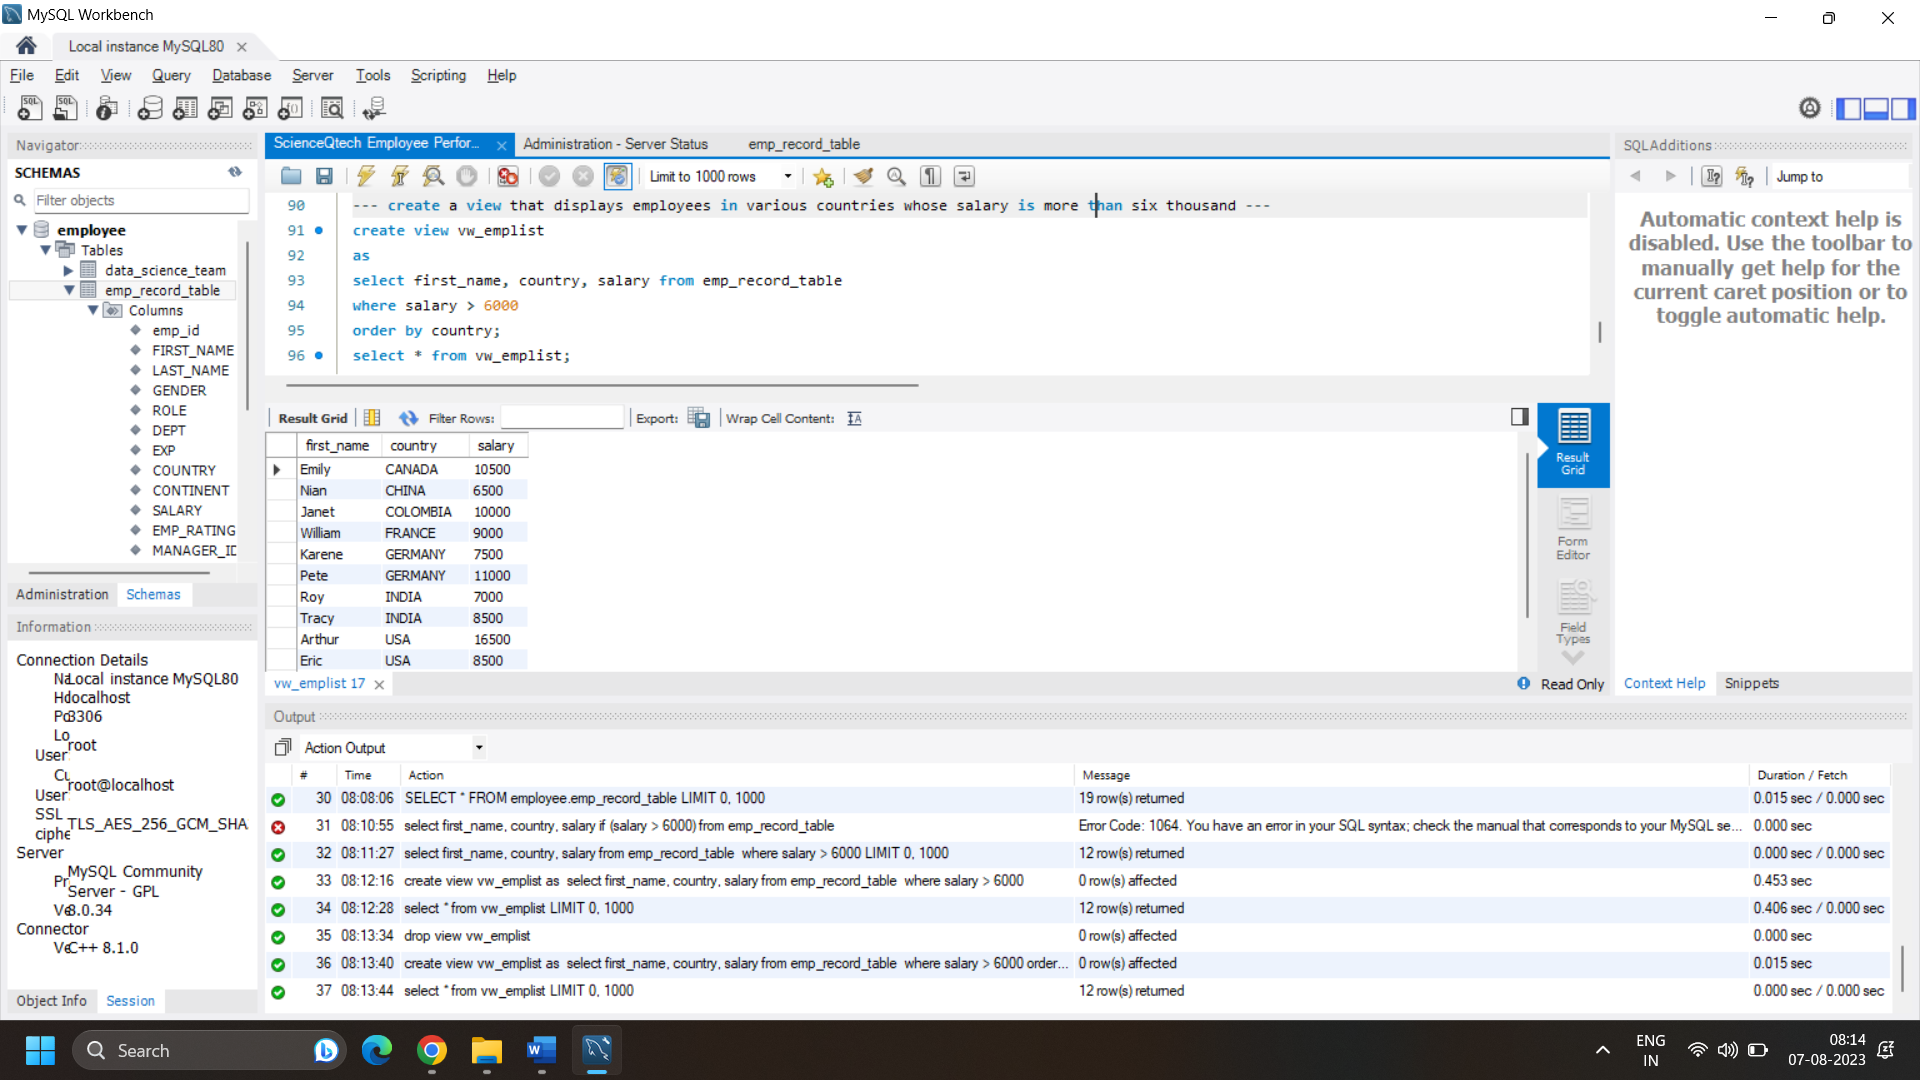 MySQL Workbench
Local instance MySQL80
File Edit View Query Database Server Tools Scripting Help
Navigator
SCHEMAS
Filter objects
employee
Tables
data_science_team
emp_record_table
Columns
emp_id
FIRST_NAME
LAST_NAME
GENDER
ROLE
DEPT
EXP
COUNTRY
CONTINENT
SALARY
EMP_RATING
MANAGER_ID
Administration Schemas
Information
Connection Details
Local instance MySQL80
localhost
3306
root
User
root@localhost
User
SSL
TLS_AES_256_GCM_SHA
ciphe
Server
MySQL Community
Server - GPL
8.0.34
Connector
C++ 8.1.0
Object Info Session
ScienceQtech Employee Perfor... Administration - Server Status emp_record_table
Limit to 1000 rows
90 --- create a view that displays employees in various countries whose salary is more than six thousand ---
91 create view vw_emplist
92 as
93 select first_name, country, salary from emp_record_table
94 where salary > 6000
95 order by country;
96 select * from vw_emplist;
Result Grid Filter Rows: Export: Wrap Cell Content:
first_name country salary
Emily CANADA 10500
Nian CHINA 6500
Janet COLOMBIA 10000
William FRANCE 9000
Karene GERMANY 7500
Pete GERMANY 11000
Roy INDIA 7000
Tracy INDIA 8500
Arthur USA 16500
Eric USA 8500
Result
Grid
Form
Editor
Field
Types
vw_emplist 17 Read Only
SQLAdditions
Jump to
Automatic context help is
disabled. Use the toolbar to
manually get help for the
current caret position or to
toggle automatic help.
Context Help Snippets
Output
Action Output
# Time Action Message Duration / Fetch
30 08:08:06 SELECT * FROM employee.emp_record_table LIMIT 0, 1000 19 row(s) returned 0.015 sec / 0.000 sec
31 08:10:55 select first_name, country, salary if (salary > 6000) from emp_record_table Error Code: 1064. You have an error in your SQL syntax; check the manual that corresponds to your MySQL se... 0.000 sec
32 08:11:27 select first_name, country, salary from emp_record_table where salary > 6000 LIMIT 0, 1000 12 row(s) returned 0.000 sec / 0.000 sec
33 08:12:16 create view vw_emplist as select first_name, country, salary from emp_record_table where salary > 6000 0 row(s) affected 0.453 sec
34 08:12:28 select * from vw_emplist LIMIT 0, 1000 12 row(s) returned 0.406 sec / 0.000 sec
35 08:13:34 drop view vw_emplist 0 row(s) affected 0.000 sec
36 08:13:40 create view vw_emplist as select first_name, country, salary from emp_record_table where salary > 6000 order... 0 row(s) affected 0.015 sec
37 08:13:44 select * from vw_emplist LIMIT 0, 1000 12 row(s) returned 0.000 sec / 0.000 sec
Search
ENG
IN
08:14
07-08-2023